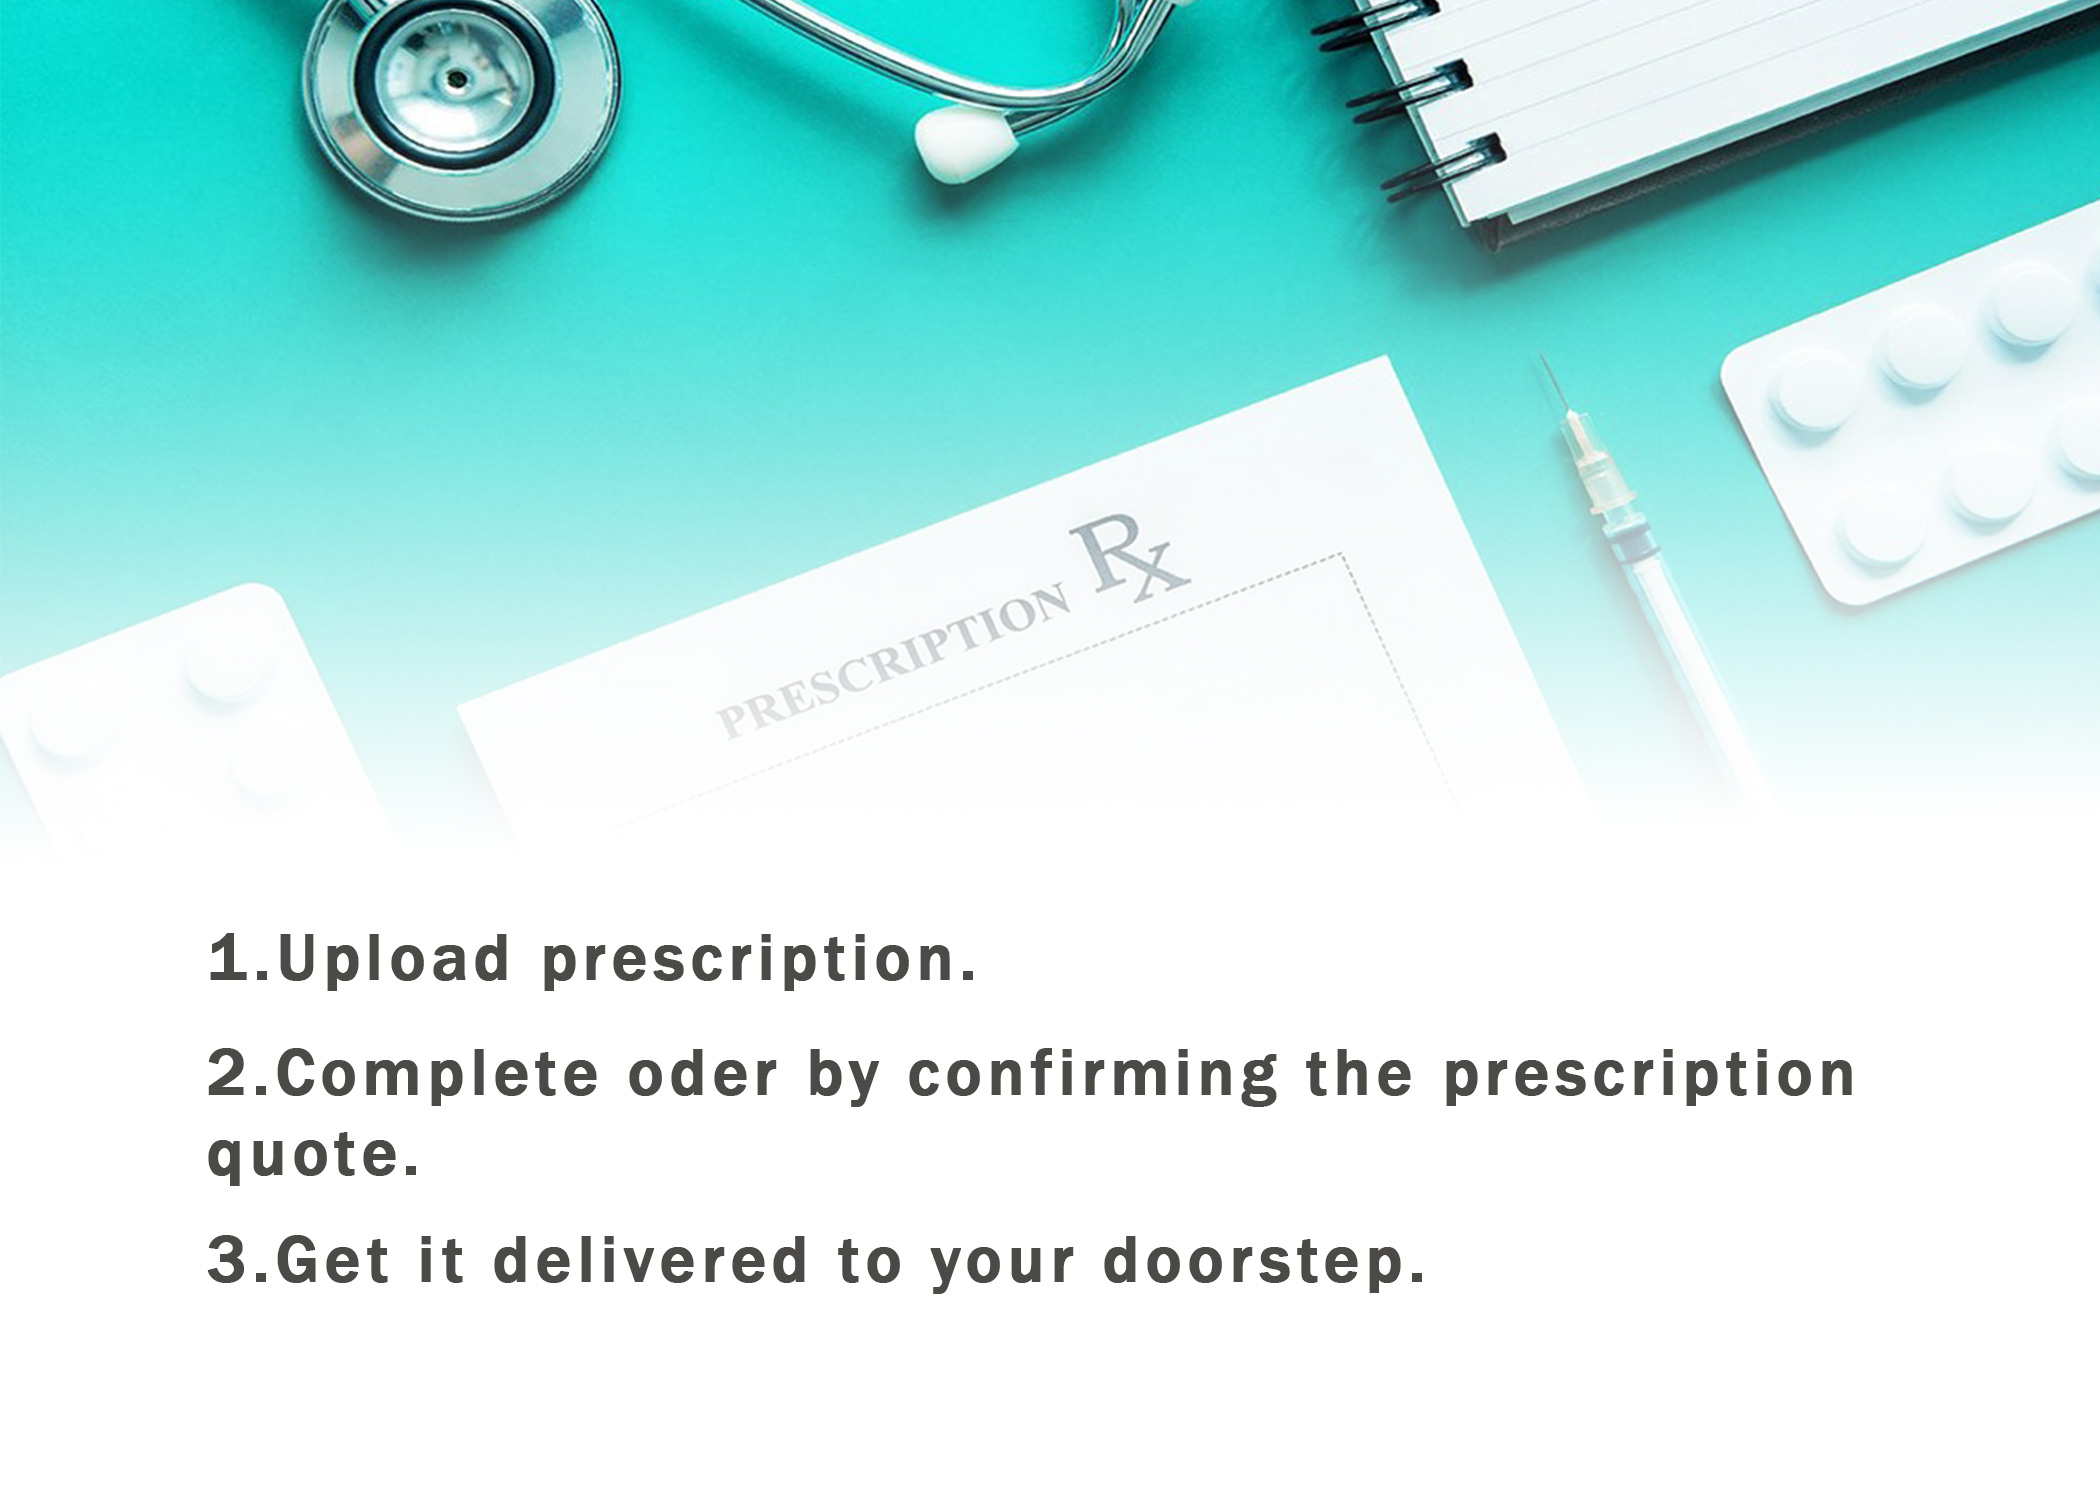 PRESCRIPTION Rx
1.Upload prescription.
2.Complete oder by confirming the prescription
quote.
3.Get it delivered to your doorstep.